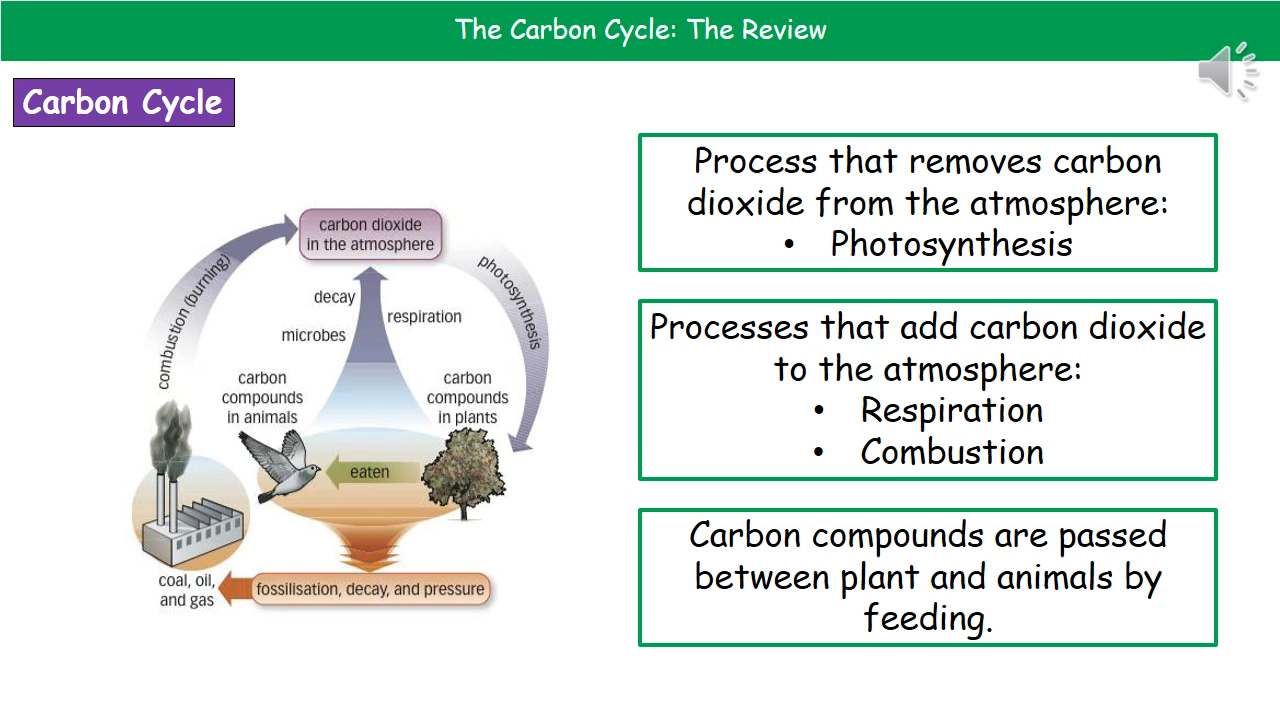 The Carbon Cycle: The Review
Carbon Cycle
carbon dioxide
in the atmosphere
combustion (burning)
photosynthesis
decay
respiration
microbes
carbon
compounds
in animals
carbon
compounds
in plants
eaten
coal, oil,
and gas
fossilisation, decay, and pressure
Process that removes carbon
dioxide from the atmosphere:
• Photosynthesis
Processes that add carbon dioxide
to the atmosphere:
• Respiration
• Combustion
Carbon compounds are passed
between plant and animals by
feeding.